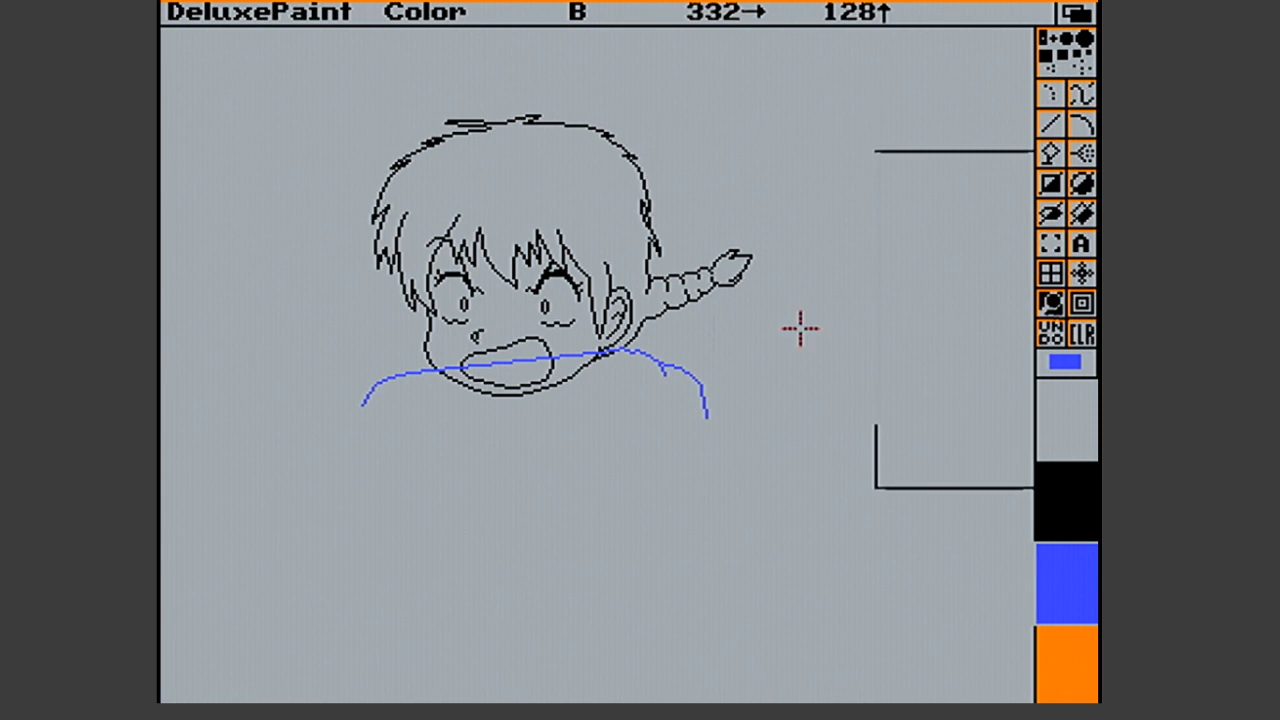 DeluxePaint Color B 332→ 128↑
A
UN CLR
DO